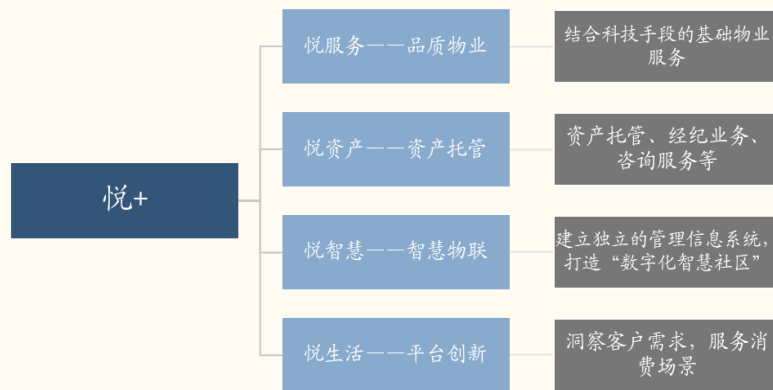 悦+
悦服务——品质物业
结合科技手段的基础物业
服务
悦资产——资产托管
资产托管、经纪业务、
咨询服务等
悦智慧——智慧物联
建立独立的管理信息系统，
打造“数字化智慧社区”
悦生活——平台创新
洞察客户需求，服务消
费场景